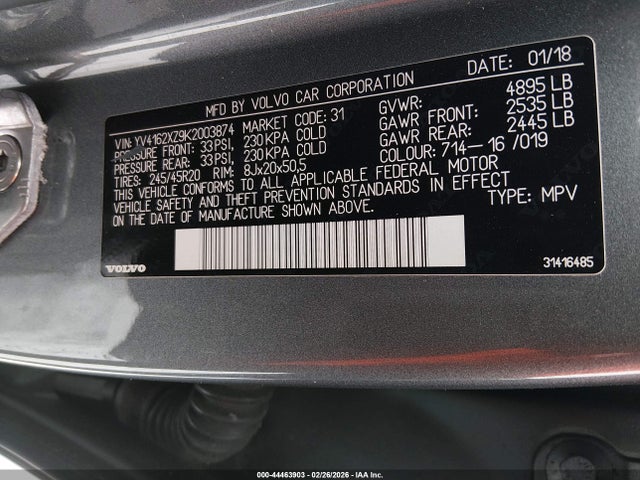 DATE: 01/18
MFD BY VOLVO CAR CORPORATION
VIN: YV4162XZ9K2003874 MARKET CODE: 31 GVWR: 4895 LB
PRESSURE FRONT: 33 PSI, 230 KPA COLD GAWR FRONT: 2535 LB
PRESSURE REAR: 33 PSI, 230 KPA COLD GAWR REAR: 2445 LB
TIRES: 245/45R20 RIM: 8Jx20x50,5 COLOUR: 714-16 /019
THIS VEHICLE CONFORMS TO ALL APPLICABLE FEDERAL MOTOR
VEHICLE SAFETY AND THEFT PREVENTION STANDARDS IN EFFECT
ON THE DATE OF MANUFACTURE SHOWN ABOVE. TYPE: MPV
VOLVO
31416485
000-44463903 - 02/26/2026 - IAA Inc.